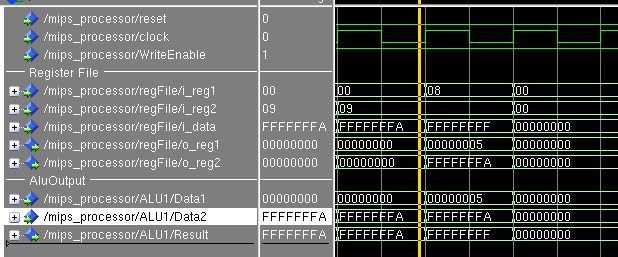 /mips_processor/reset 0
/mips_processor/clock 0
/mips_processor/WriteEnable 1
Register File
/mips_processor/regFile/i_reg1 00 00 08 00
/mips_processor/regFile/i_reg2 09 09 00
/mips_processor/regFile/i_data FFFFFFFA FFFFFFFA FFFFFFFF 00000000
/mips_processor/regFile/o_reg1 00000000 00000000 00000005 00000000
/mips_processor/regFile/o_reg2 00000000 00000000 FFFFFFFA 00000000
AluOutput
/mips_processor/ALU1/Data1 00000000 00000000 00000005 00000000
/mips_processor/ALU1/Data2 FFFFFFFA FFFFFFFA FFFFFFFA 00000000
/mips_processor/ALU1/Result FFFFFFFA FFFFFFFA FFFFFFFF 00000000